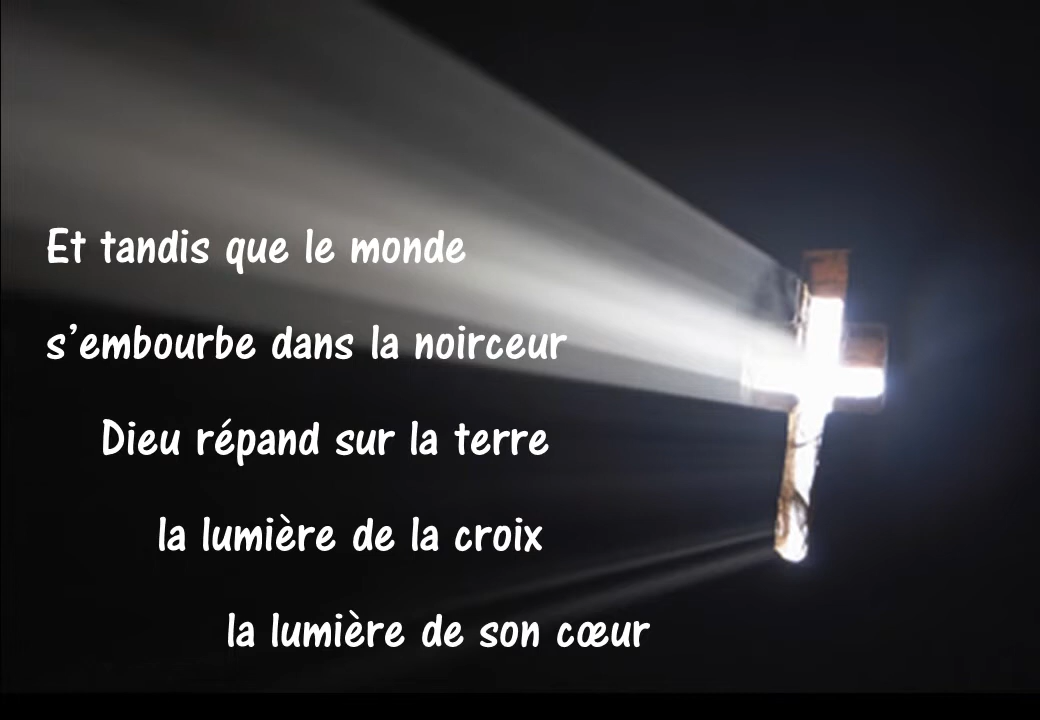 Et tandis que le monde
s’embourbe dans la noirceur
Dieu répand sur la terre
la lumière de la croix
la lumière de son cœur